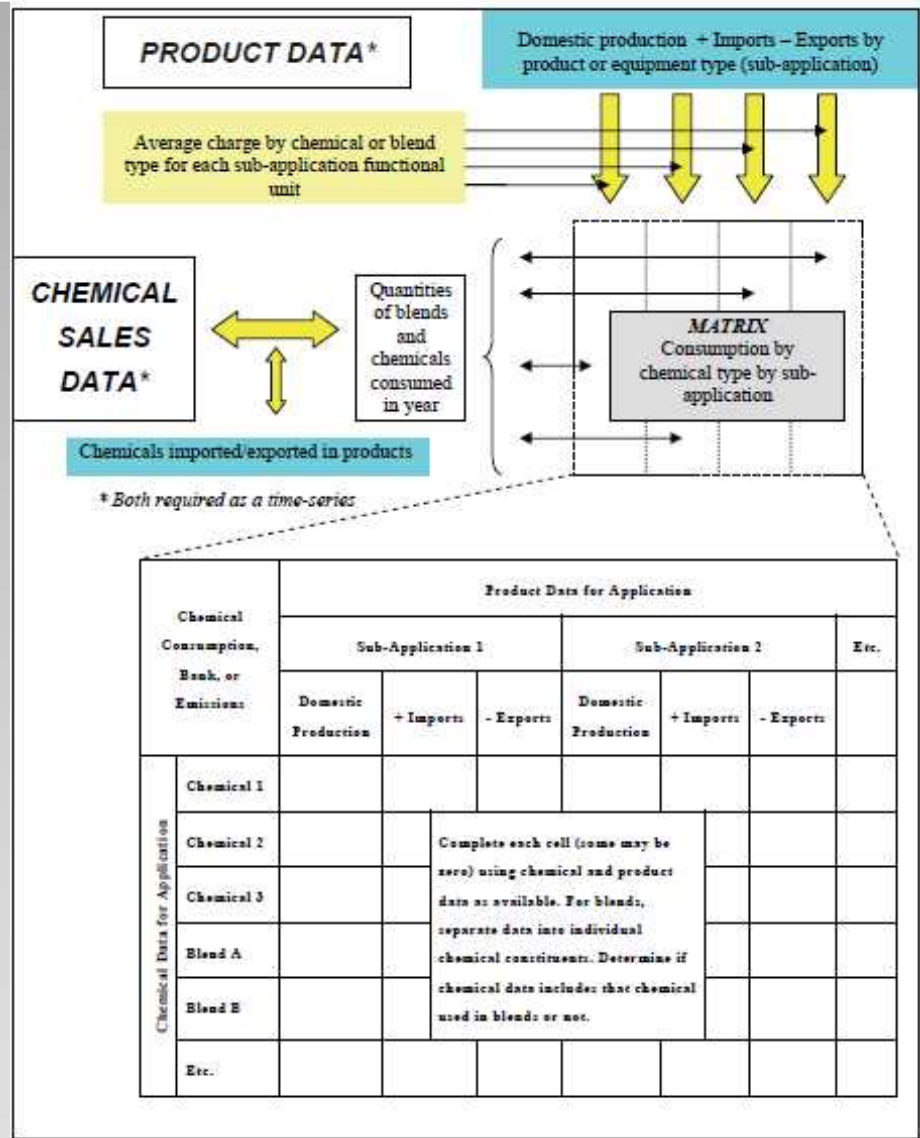 PRODUCT DATA*
Domestic production + Imports – Exports by
product or equipment type (sub-application)
Average charge by chemical or blend
type for each sub-application functional
unit
CHEMICAL
SALES
DATA*
Quantities
of blends
and
chemicals
consumed
in year
MATRIX
Consumption by
chemical type by sub-
application
Chemicals imported/exported in products
* Both required as a time-series
Chemical
Consumption,
Bank, or
Emissions
Product Data for Application
Sub-Application 1
Sub-Application 2
Etc.
Domestic
Production
+ Imports
- Exports
Domestic
Production
+ Imports
- Exports
Chemical Data for Application
Chemical 1
Chemical 2
Chemical 3
Blend A
Blend B
Etc.
Complete each cell (some may be
zero) using chemical and product
data as available. For blends,
separate data into individual
chemical constituents. Determine if
chemical data includes that chemical
used in blends or not.